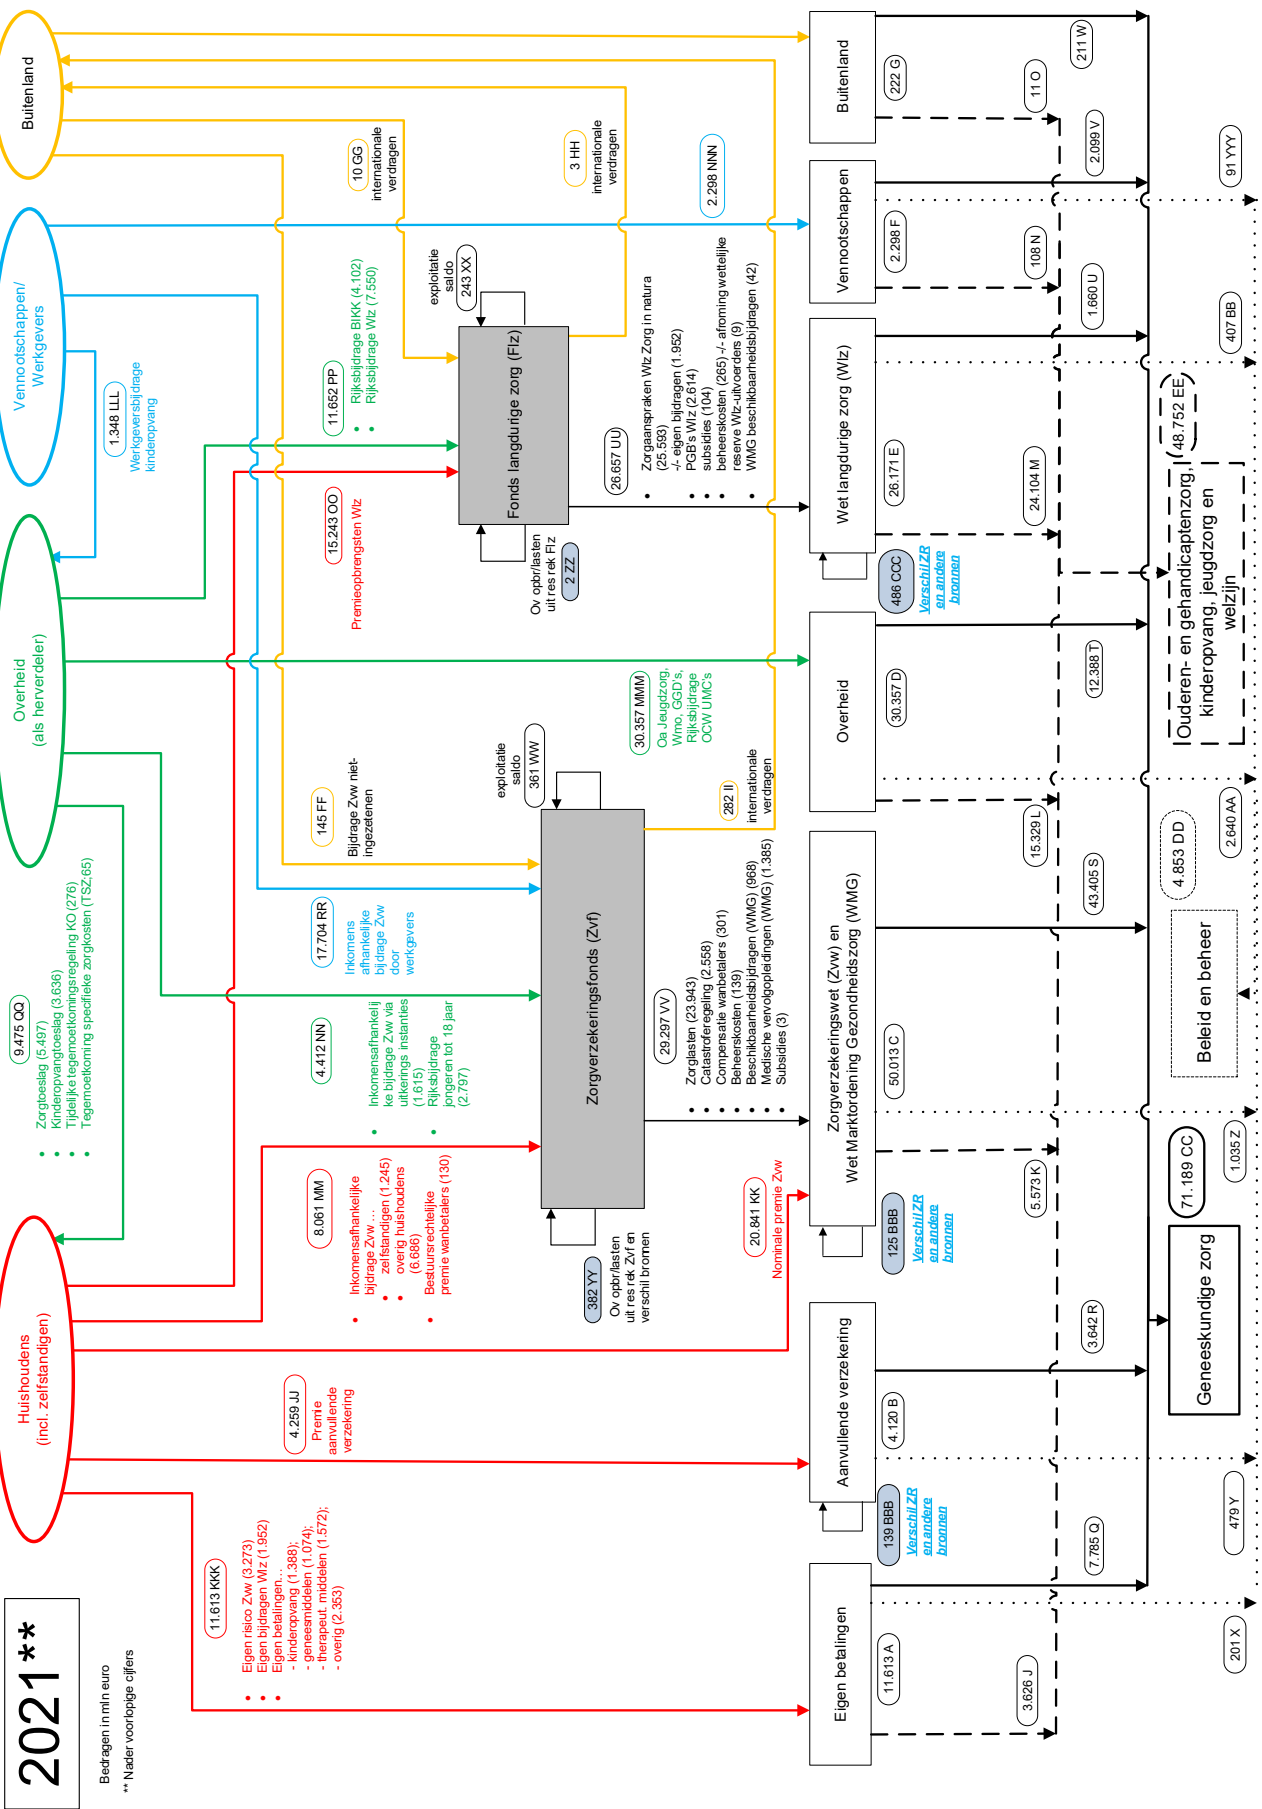 2021**
Bedragen in mln euro
** Nader voorlopige cijfers
Huishoudens
(incl. zelfstandigen)
Overheid
(als herverdeler)
Vennootschappen/
Werkgevers
Buitenland
9.475 QQ
• Zorgtoeslag (5.497)
• Kinderopvangtoeslag (3.636)
• Tijdelijke tegemoetkomingsregeling KO (276)
• Tegemoetkoming specifieke zorgkosten (TSZ;65)
1.348 LLL
Werkgeversbijdrage
kinderopvang
11.613 KKK
• Eigen risico Zvw (3.273)
• Eigen bijdragen Wlz (1.952)
• Eigen betalingen...
- kinderopvang (1.388);
- geneesmiddelen (1.074);
- therapeut. middelen (1.572);
- overig (2.353)
4.259 JJ
Premie
aanvullende
verzekering
8.061 MM
• Inkomensafhankelijke
bijdrage Zvw ...
• zelfstandigen (1.245)
• overig huishoudens
(6.686)
• Bestuursrechtelijke
premie wanbetalers (130)
4.412 NN
• Inkomensafhankelij
ke bijdrage Zvw via
uitkerings instanties
(1.615)
• Rijksbijdrage
jongeren tot 18 jaar
(2.797)
17.704 RR
Inkomens
afhankelijke
bijdrage Zvw
door
werkgevers
145 FF
Bijdrage Zvw niet-
ingezetenen
15.243 OO
Premieopbrengsten Wlz
11.652 PP
• Rijksbijdrage BIKK (4.102)
• Rijksbijdrage Wlz (7.550)
10 GG
internationale
verdragen
exploitatie
saldo
243 XX
Fonds langdurige zorg (Flz)
Ov opbr/lasten
uit res rek Flz
2 ZZ
3 HH
internationale
verdragen
exploitatie
saldo
361 WW
Zorgverzekeringsfonds (Zvf)
382 YY
Ov opbr/lasten
uit res rek Zvf en
verschil bronnen
20.841 KK
Nominale premie Zvw
29.297 VV
• Zorglasten (23.943)
• Catastroferegeling (2.558)
• Compensatie wanbetalers (301)
• Beheerskosten (139)
• Beschikbaarheidsbijdragen (WMG) (968)
• Medische vervolgopleidingen (WMG) (1.385)
• Subsidies (3)
282 II
internationale
verdragen
30.357 MMM
Oa Jeugdzorg,
Wmo, GGD's,
Rijksbijdrage
OCW UMC's
26.657 UU
• Zorgaanspraken Wlz Zorg in natura
(25.593)
• -/- eigen bijdragen (1.952)
• PGB's Wlz (2.614)
• subsidies (104)
• beheerskosten (265) -/- afroming wettelijke
reserve Wlz-uitvoerders (9)
• WMG beschikbaarheidsbijdragen (42)
2.298 NNN
Eigen betalingen
11.613 A
Aanvullende verzekering
4.120 B
139 BBB
Verschil ZR
en andere
bronnen
Zorgverzekeringswet (Zvw) en
Wet Marktordening Gezondheidszorg (WMG)
50.013 C
125 BBB
Verschil ZR
en andere
bronnen
Overheid
30.357 D
Wet langdurige zorg (Wlz)
26.171 E
486 CCC
Verschil ZR
en andere
bronnen
Vennootschappen
2.298 F
Buitenland
222 G
3.626 J
5.573 K
15.329 L
24.104 M
108 N
11 O
7.785 Q
3.642 R
43.405 S
12.388 T
1.660 U
2.099 V
211 W
Geneeskundige zorg
71.189 CC
Beleid en beheer
4.853 DD
Ouderen- en gehandicaptenzorg,
kinderopvang, jeugdzorg en
welzijn
48.752 EE
201 X
479 Y
1.035 Z
2.640 AA
407 BB
91 YYY